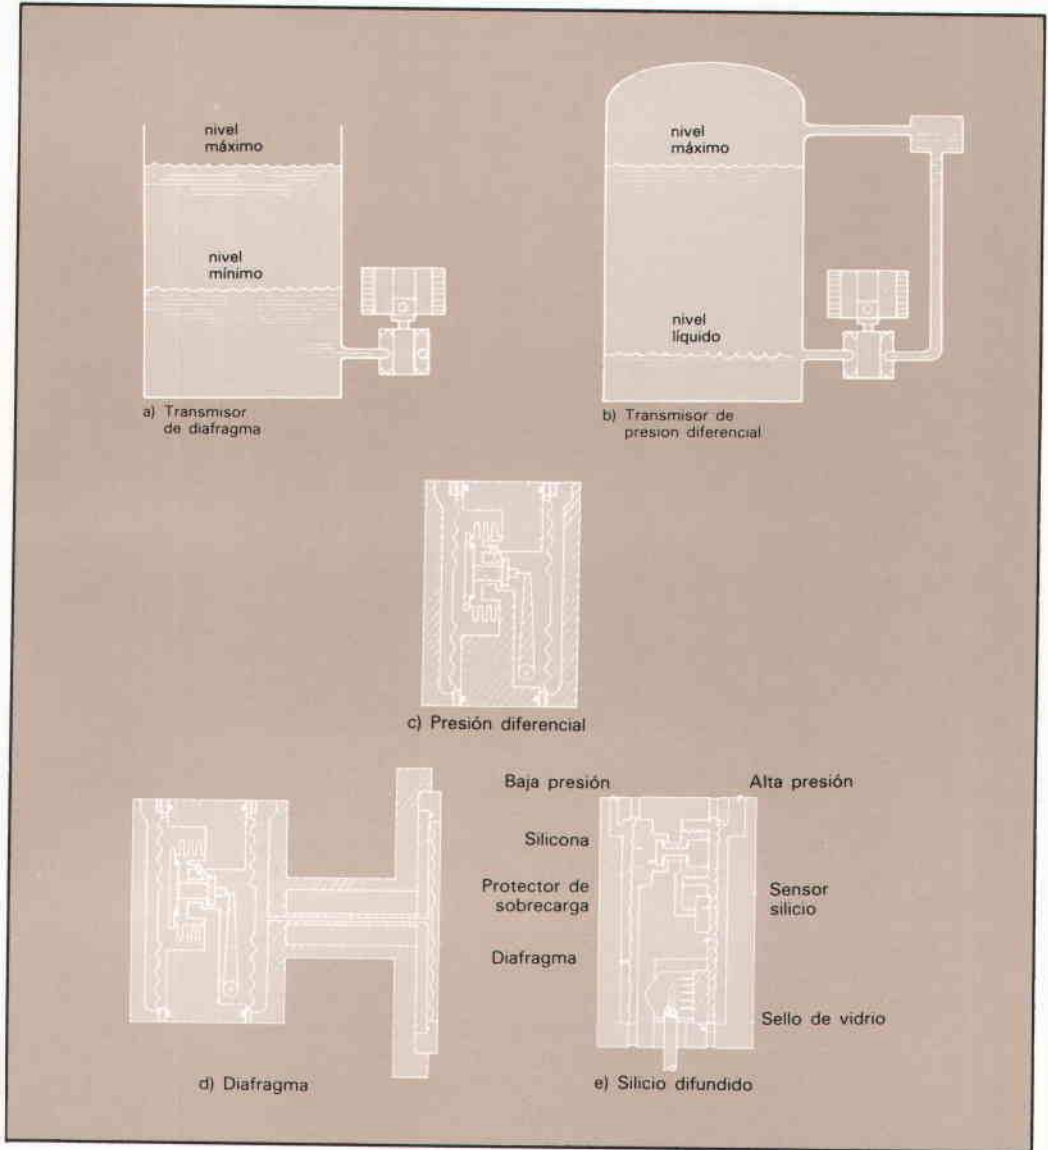 nivel
máximo
nivel
mínimo
a) Transmisor
de diafragma
nivel
máximo
nivel
líquido
b) Transmisor de
presion diferencial
c) Presión diferencial
d) Diafragma
Baja presión
Alta presión
Silicona
Protector de
sobrecarga
Diafragma
Sensor
silicio
Sello de vidrio
e) Silicio difundido